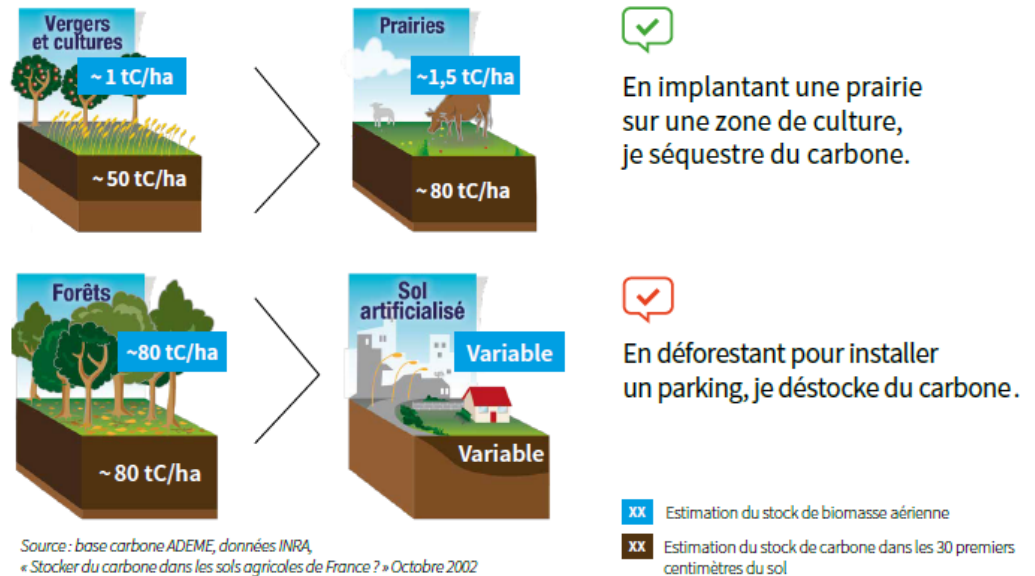 Vergers
et cultures
~ 1 tC/ha
~ 50 tC/ha
Prairies
~1,5 tC/ha
~ 80 tC/ha
En implantant une prairie
sur une zone de culture,
je séquestre du carbone.
Forêts
~80 tC/ha
~ 80 tC/ha
Sol
artificialisé
Variable
Variable
En déforestant pour installer
un parking, je déstocke du carbone.
XX Estimation du stock de biomasse aérienne
XX Estimation du stock de carbone dans les 30 premiers
centimètres du sol
Source : base carbone ADEME, données INRA,
« Stocker du carbone dans les sols agricoles de France ? » Octobre 2002